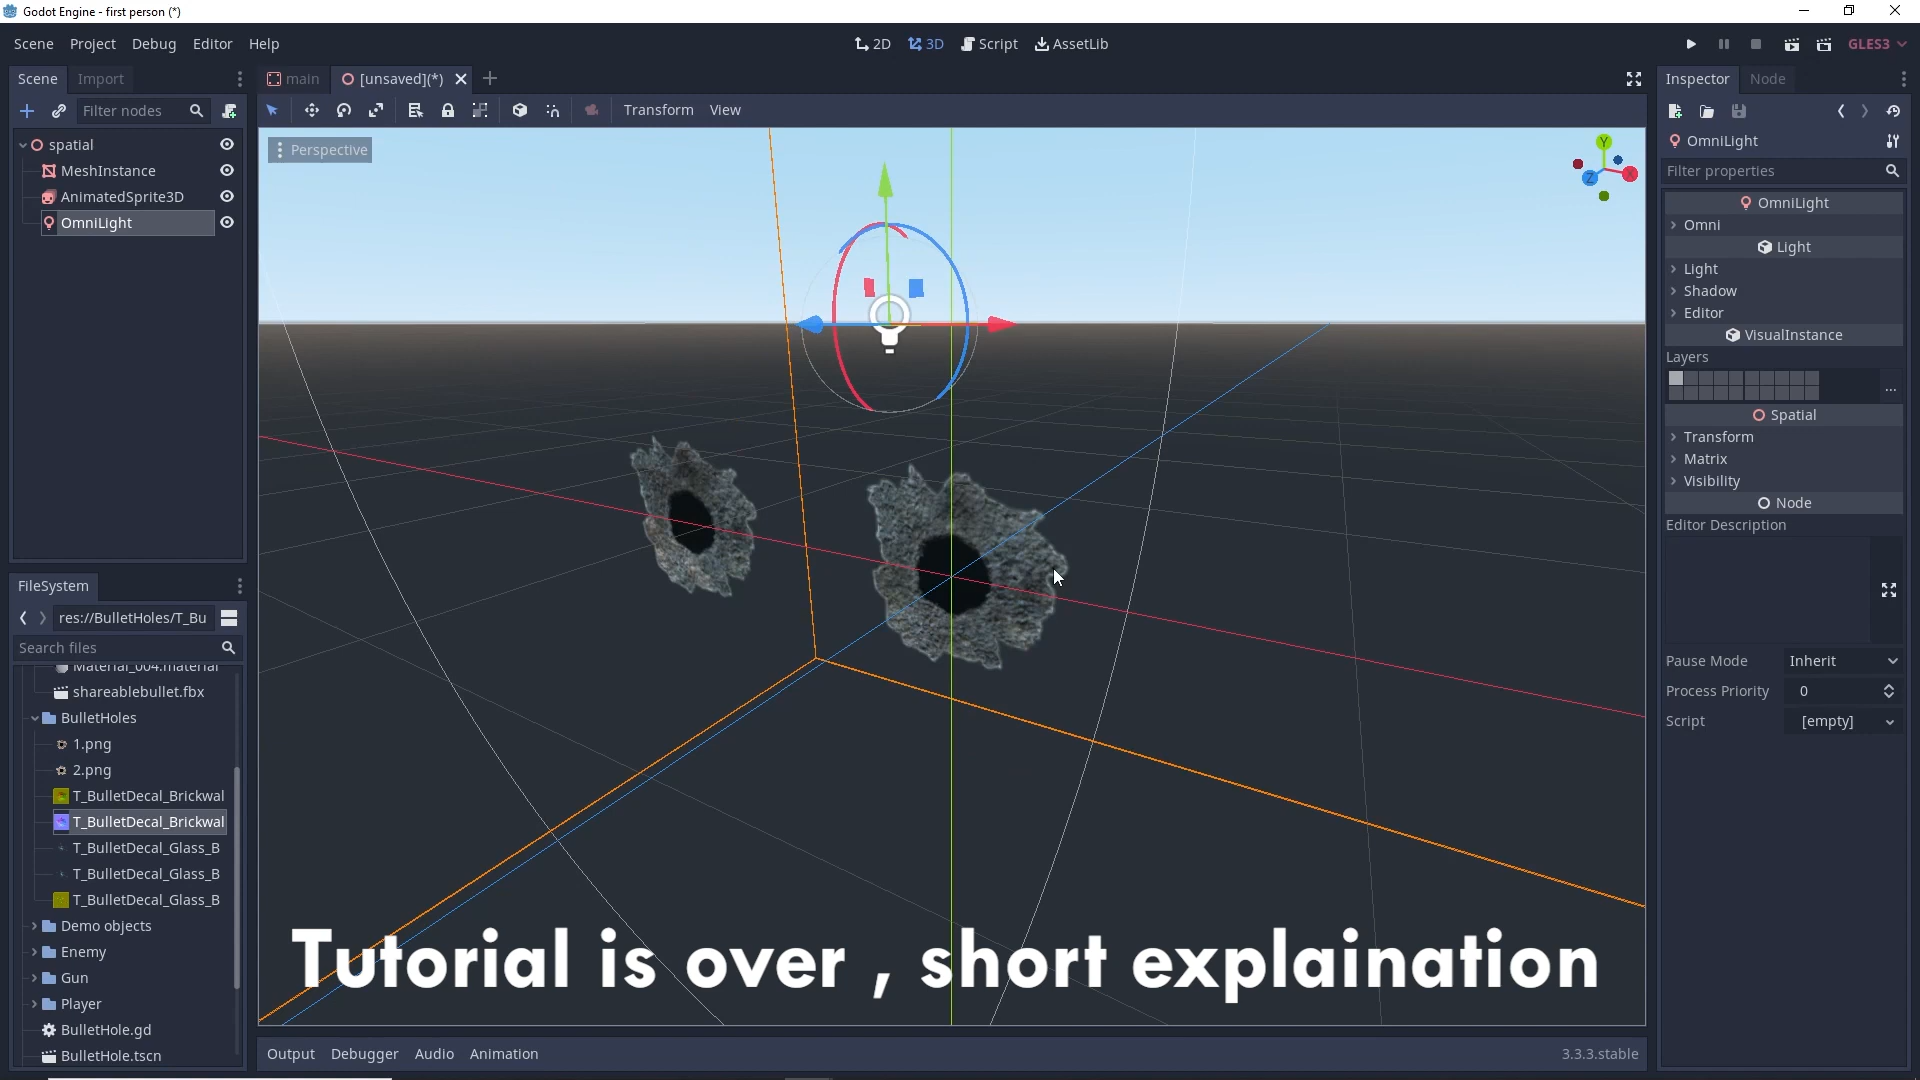 Godot Engine - first person (*)
Scene Project Debug Editor Help
2D 3D Script AssetLib
GLES3
Scene Import
main [unsaved](*)
Inspector Node
Filter nodes
Transform View
OmniLight
Perspective
Filter properties
spatial
MeshInstance
AnimatedSprite3D
OmniLight
Y
X
Z
OmniLight
Omni
Light
Light
Shadow
Editor
VisualInstance
Layers
...
Spatial
Transform
Matrix
Visibility
Node
Editor Description
Pause Mode Inherit
Process Priority 0
Script [empty]
FileSystem
res://BulletHoles/T_Bu
Search files
Material_004.material
shareablebullet.fbx
BulletHoles
1.png
2.png
T_BulletDecal_Brickwal
T_BulletDecal_Brickwal
T_BulletDecal_Glass_B
T_BulletDecal_Glass_B
T_BulletDecal_Glass_B
Demo objects
Enemy
Gun
Player
BulletHole.gd
BulletHole.tscn
Tutorial is over , short explaination
Output Debugger Audio Animation
3.3.3.stable